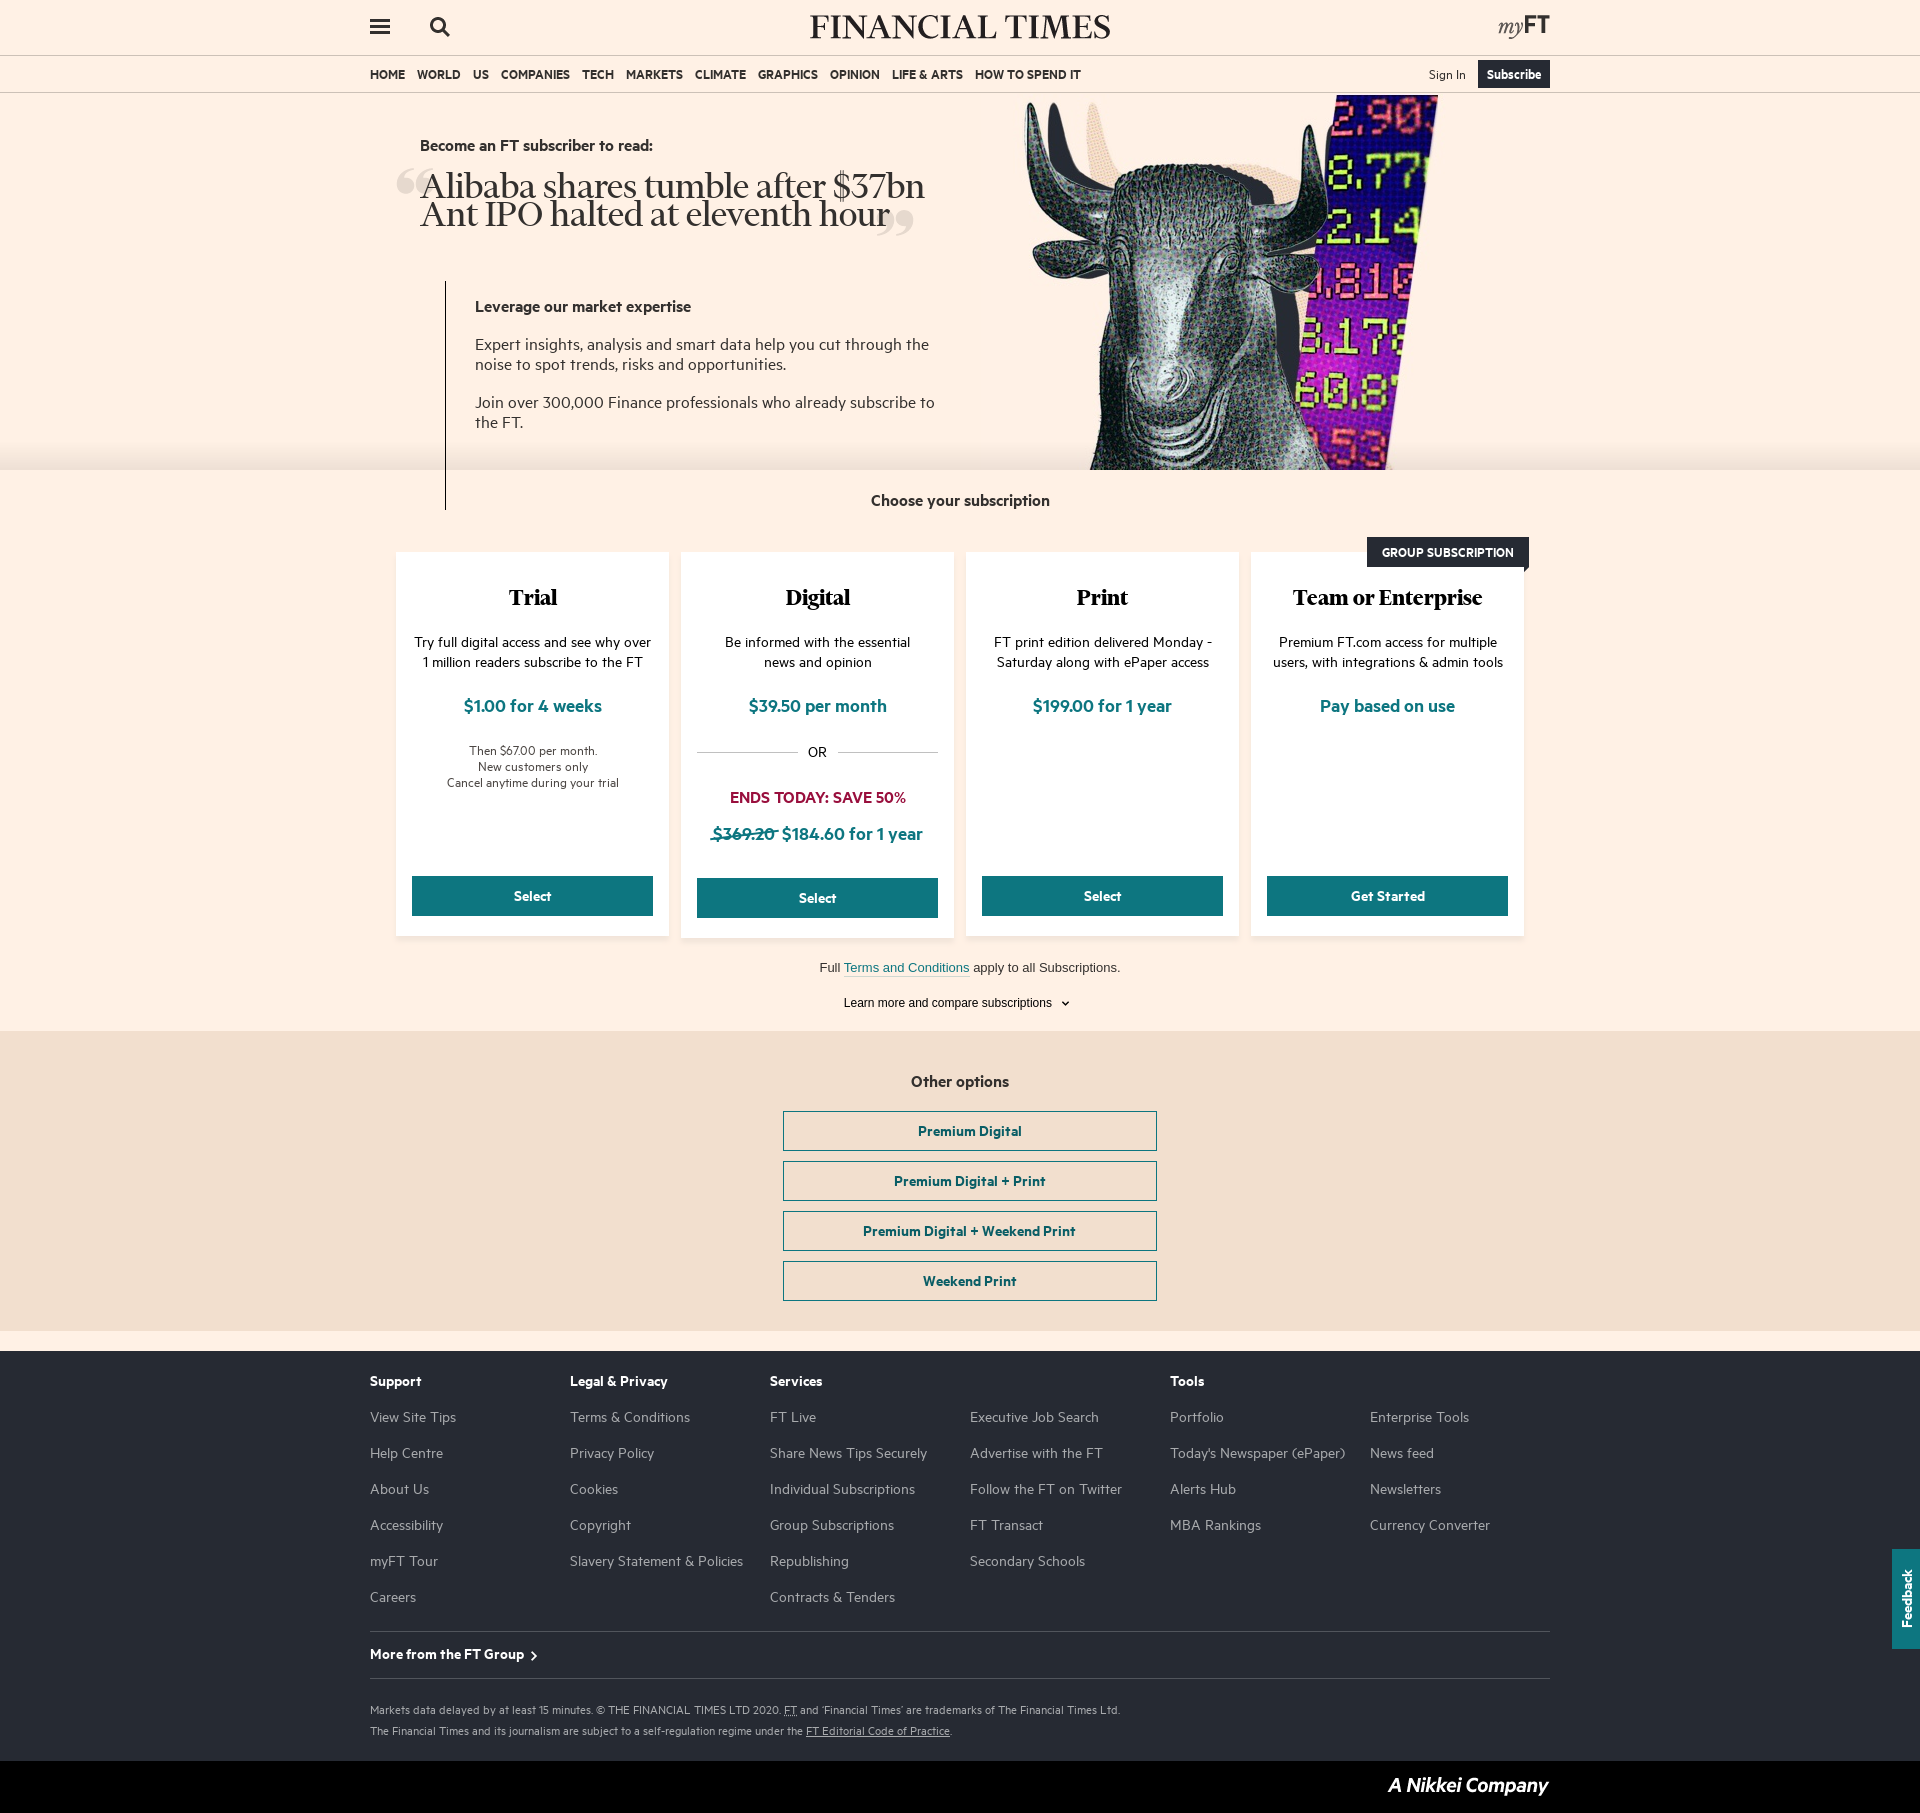 FINANCIAL TIMES
myFT
HOME WORLD US COMPANIES TECH MARKETS CLIMATE GRAPHICS OPINION LIFE & ARTS HOW TO SPEND IT
Sign In Subscribe
Become an FT subscriber to read:
“Alibaba shares tumble after $37bn
Ant IPO halted at eleventh hour”
Leverage our market expertise
Expert insights, analysis and smart data help you cut through the
noise to spot trends, risks and opportunities.
Join over 300,000 Finance professionals who already subscribe to
the FT.
Choose your subscription
Trial
Try full digital access and see why over
1 million readers subscribe to the FT
$1.00 for 4 weeks
Then $67.00 per month.
New customers only
Cancel anytime during your trial
Select
Digital
Be informed with the essential
news and opinion
$39.50 per month
OR
ENDS TODAY: SAVE 50%
$369.20 $184.60 for 1 year
Select
Print
FT print edition delivered Monday -
Saturday along with ePaper access
$199.00 for 1 year
Select
GROUP SUBSCRIPTION
Team or Enterprise
Premium FT.com access for multiple
users, with integrations & admin tools
Pay based on use
Get Started
Full Terms and Conditions apply to all Subscriptions.
Learn more and compare subscriptions
Other options
Premium Digital
Premium Digital + Print
Premium Digital + Weekend Print
Weekend Print
Support
View Site Tips
Help Centre
About Us
Accessibility
myFT Tour
Careers
Legal & Privacy
Terms & Conditions
Privacy Policy
Cookies
Copyright
Slavery Statement & Policies
Services
FT Live
Share News Tips Securely
Individual Subscriptions
Group Subscriptions
Republishing
Contracts & Tenders
Executive Job Search
Advertise with the FT
Follow the FT on Twitter
FT Transact
Secondary Schools
Tools
Portfolio
Today's Newspaper (ePaper)
Alerts Hub
MBA Rankings
Enterprise Tools
News feed
Newsletters
Currency Converter
Feedback
More from the FT Group
Markets data delayed by at least 15 minutes. © THE FINANCIAL TIMES LTD 2020. FT and 'Financial Times' are trademarks of The Financial Times Ltd.
The Financial Times and its journalism are subject to a self-regulation regime under the FT Editorial Code of Practice.
A Nikkei Company